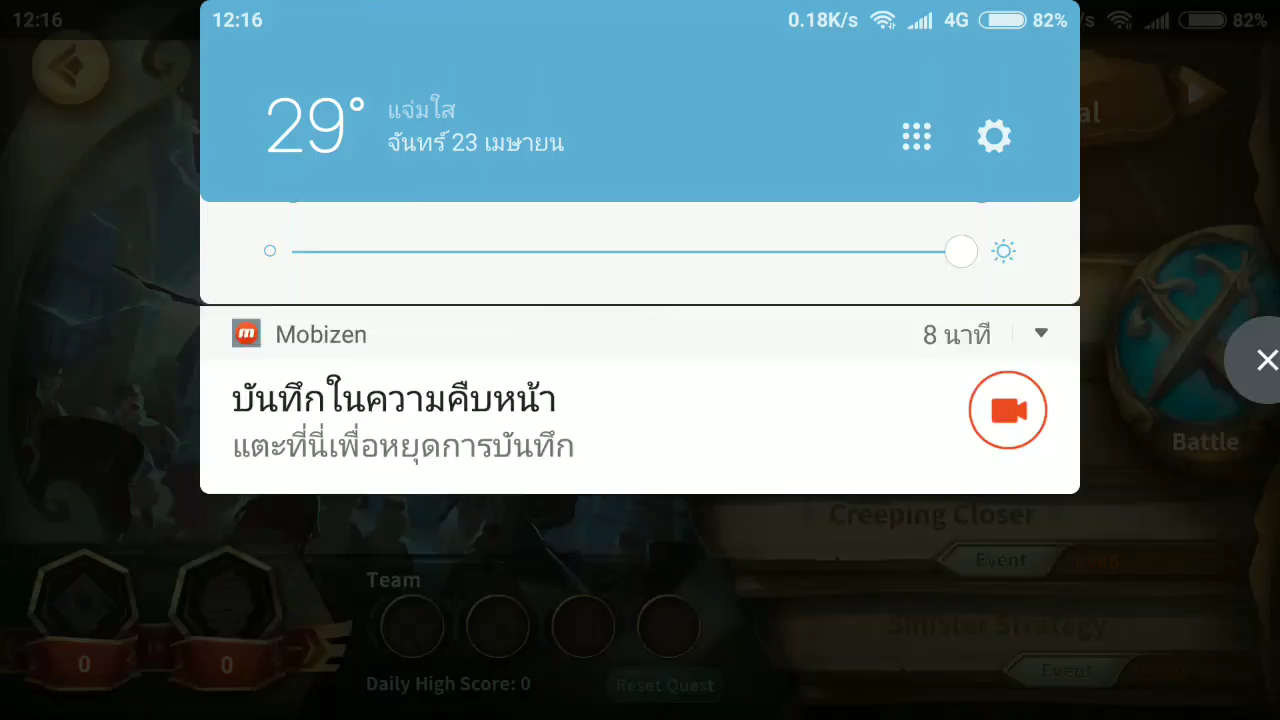 12:16
12:16
0.18K/s 4G 82%
/s 82%
29°
แจ่มใส
จันทร์ 23 เมษายน
al
Mobizen
8 นาที
บันทึกในความคืบหน้า
แตะที่นี่เพื่อหยุดการบันทึก
Battle
Creeping Closer
Event
Team
Sinister Strategy
Event
0
0
Daily High Score: 0
Reset Quest